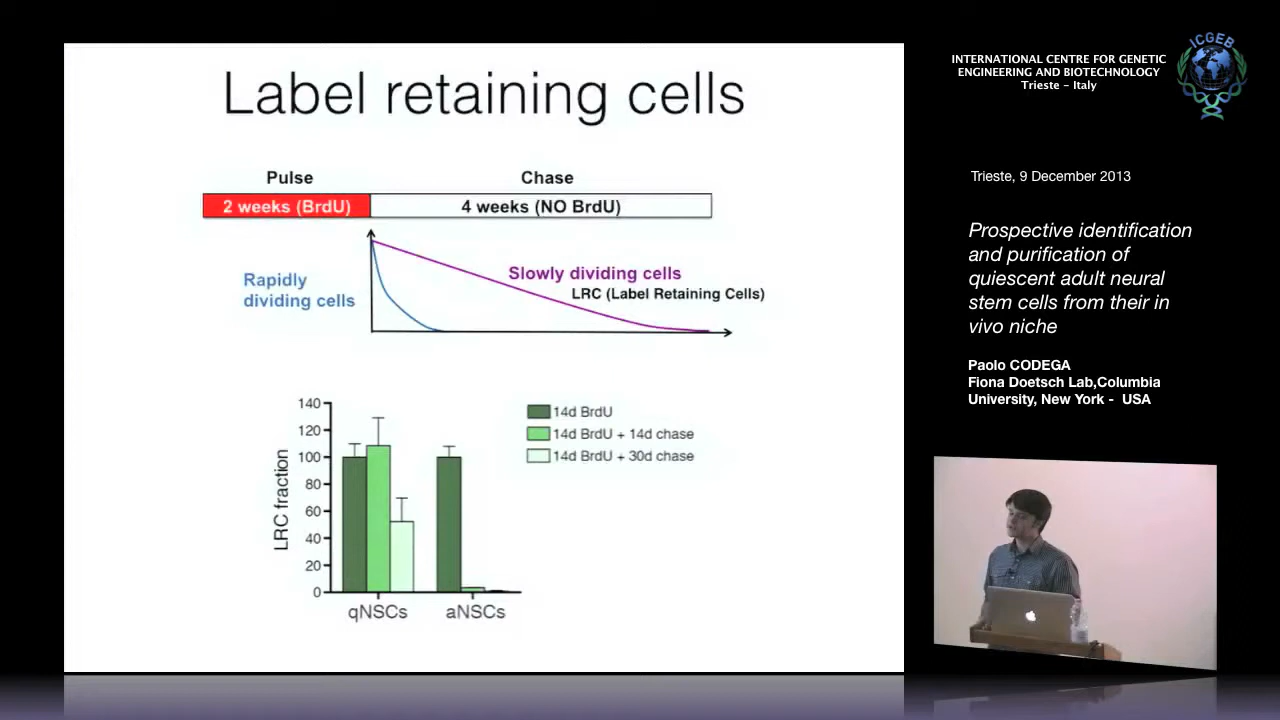 Label retaining cells
Pulse
Chase
2 weeks (BrdU)
4 weeks (NO BrdU)
Rapidly
dividing cells
Slowly dividing cells
LRC (Label Retaining Cells)
LRC fraction
140
120
100
80
60
40
20
0
qNSCs
aNSCs
14d BrdU
14d BrdU + 14d chase
14d BrdU + 30d chase
INTERNATIONAL CENTRE FOR GENETIC
ENGINEERING AND BIOTECHNOLOGY
Trieste - Italy
ICGEB
Trieste, 9 December 2013
Prospective identification
and purification of
quiescent adult neural
stem cells from their in
vivo niche
Paolo CODEGA
Fiona Doetsch Lab,Columbia
University, New York - USA